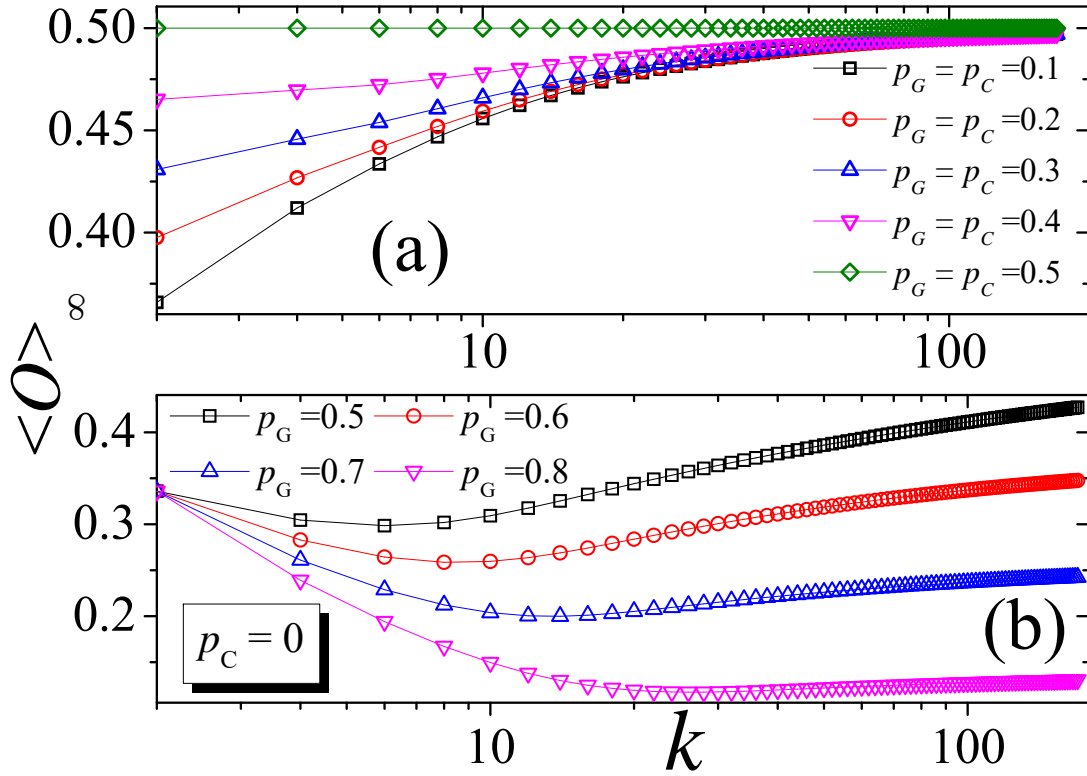 0.50
0.45
0.40
(a)
p_G = p_C =0.1
p_G = p_C =0.2
p_G = p_C =0.3
p_G = p_C =0.4
p_G = p_C =0.5
10
100
<O>∞
p_G =0.5
p_G =0.6
p_G =0.7
p_G =0.8
0.4
0.3
0.2
p_C = 0
(b)
10
k
100